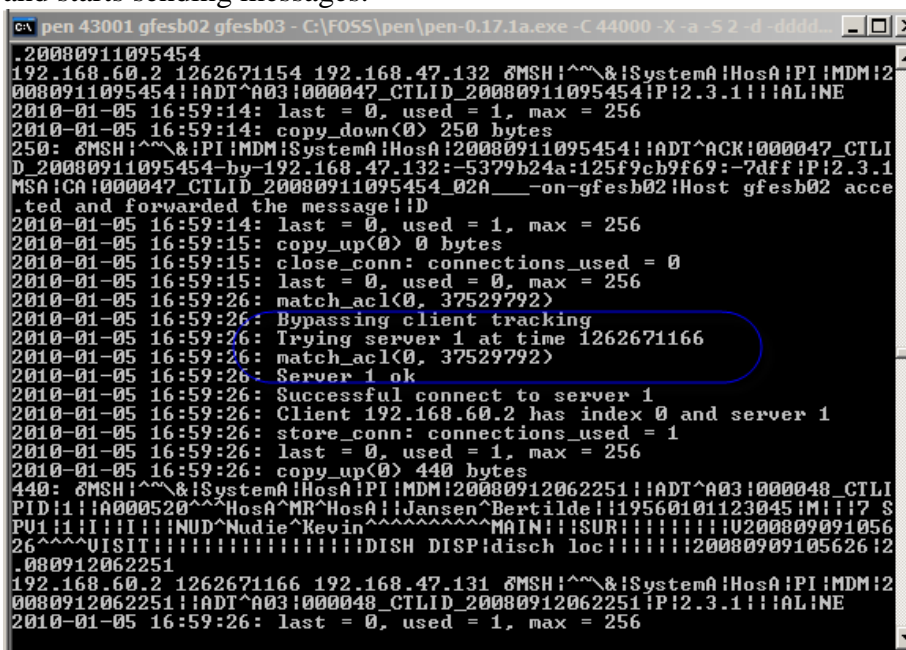 and starts sending messages.
pen 43001 gfesb02 gfesb03 - C:\FOSS\pen\pen-0.17.1a.exe -C 44000 -X -a -S 2 -d -dddd...
.20080911095454
192.168.60.2 1262671154 192.168.47.132 ♂MSH|^~\&|SystemA|HosA|PI|MDM|2
0080911095454||ADT^A03|000047_CTLID_20080911095454|P|2.3.1|||AL|NE
2010-01-05 16:59:14: last = 0, used = 1, max = 256
2010-01-05 16:59:14: copy_down(0) 250 bytes
250: ♂MSH|^~\&|PI|MDM|SystemA|HosA|20080911095454||ADT^ACK|000047_CTLI
D_20080911095454-by-192.168.47.132:-5379b24a:125f9cb9f69:-7dff|P|2.3.1
MSA|CA|000047_CTLID_20080911095454_02A___-on-gfesb02|Host gfesb02 acce
.ted and forwarded the message||D
2010-01-05 16:59:14: last = 0, used = 1, max = 256
2010-01-05 16:59:15: copy_up(0) 0 bytes
2010-01-05 16:59:15: close_conn: connections_used = 0
2010-01-05 16:59:15: last = 0, used = 0, max = 256
2010-01-05 16:59:26: match_acl(0, 37529792)
2010-01-05 16:59:26: Bypassing client tracking
2010-01-05 16:59:26: Trying server 1 at time 1262671166
2010-01-05 16:59:26: match_acl(0, 37529792)
2010-01-05 16:59:26: Server 1 ok
2010-01-05 16:59:26: Successful connect to server 1
2010-01-05 16:59:26: Client 192.168.60.2 has index 0 and server 1
2010-01-05 16:59:26: store_conn: connections_used = 1
2010-01-05 16:59:26: last = 0, used = 1, max = 256
2010-01-05 16:59:26: copy_up(0) 440 bytes
440: ♂MSH|^~\&|SystemA|HosA|PI|MDM|20080912062251||ADT^A03|000048_CTLI
PID|1||A000520^^^HosA^MR^HosA||Jansen^Bertilde||19560101123045|M|||7 S
PV1|1|I||I|||NUD^Nudie^Kevin^^^^^^^^^^MAIN|||SUR|||||||||V200809091056
26^^^^VISIT||||||||||||||||DISH DISP|disch loc|||||||20080909105626|2
.080912062251
192.168.60.2 1262671166 192.168.47.131 ♂MSH|^~\&|SystemA|HosA|PI|MDM|2
0080912062251||ADT^A03|000048_CTLID_20080912062251|P|2.3.1|||AL|NE
2010-01-05 16:59:26: last = 0, used = 1, max = 256